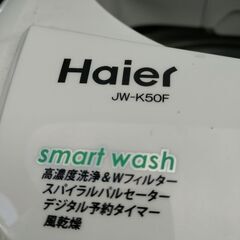 Haier
JW-K50F
smart wash
高濃度洗浄&Wフィルター
スパイラルパルセーター
デジタル予約タイマー
風乾燥